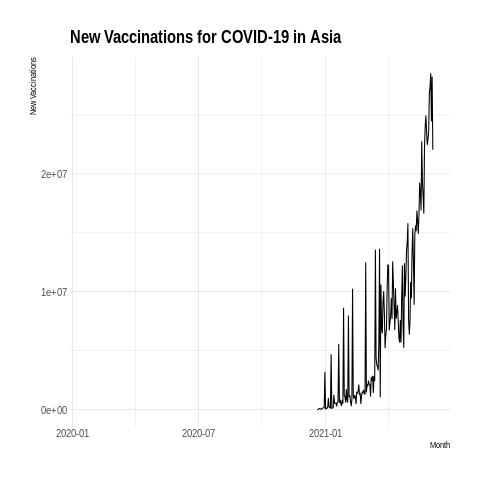 New Vaccinations for COVID-19 in Asia
New Vaccinations
2e+07
1e+07
0e+00
2020-01 2020-07 2021-01
Month